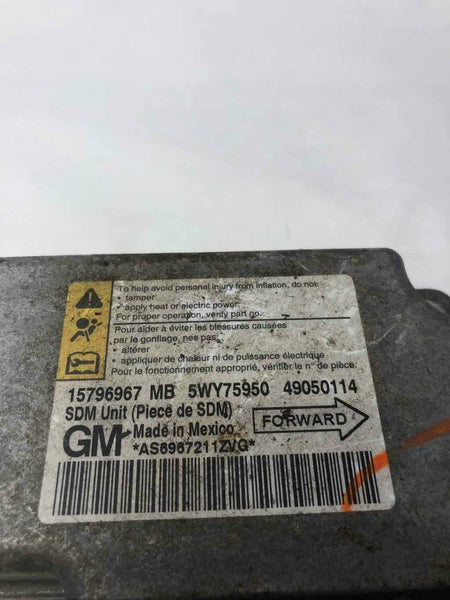 To help avoid personal injury from inflation, do not:
• tamper
• apply heat or electric power.
For proper operation, verify part no.
Pour aider à éviter les blessures causées
par le gonflage, nes pas:
• altérer
• appliquer de chaleur ni de puissance électrique
Pour le fonctionnement approprié, vérifier le n° de pièce.
15796967 MB 5WY75950 49050114
SDM Unit (Piece de SDM)
FORWARD
GM Made in Mexico
*AS6967211ZVG*